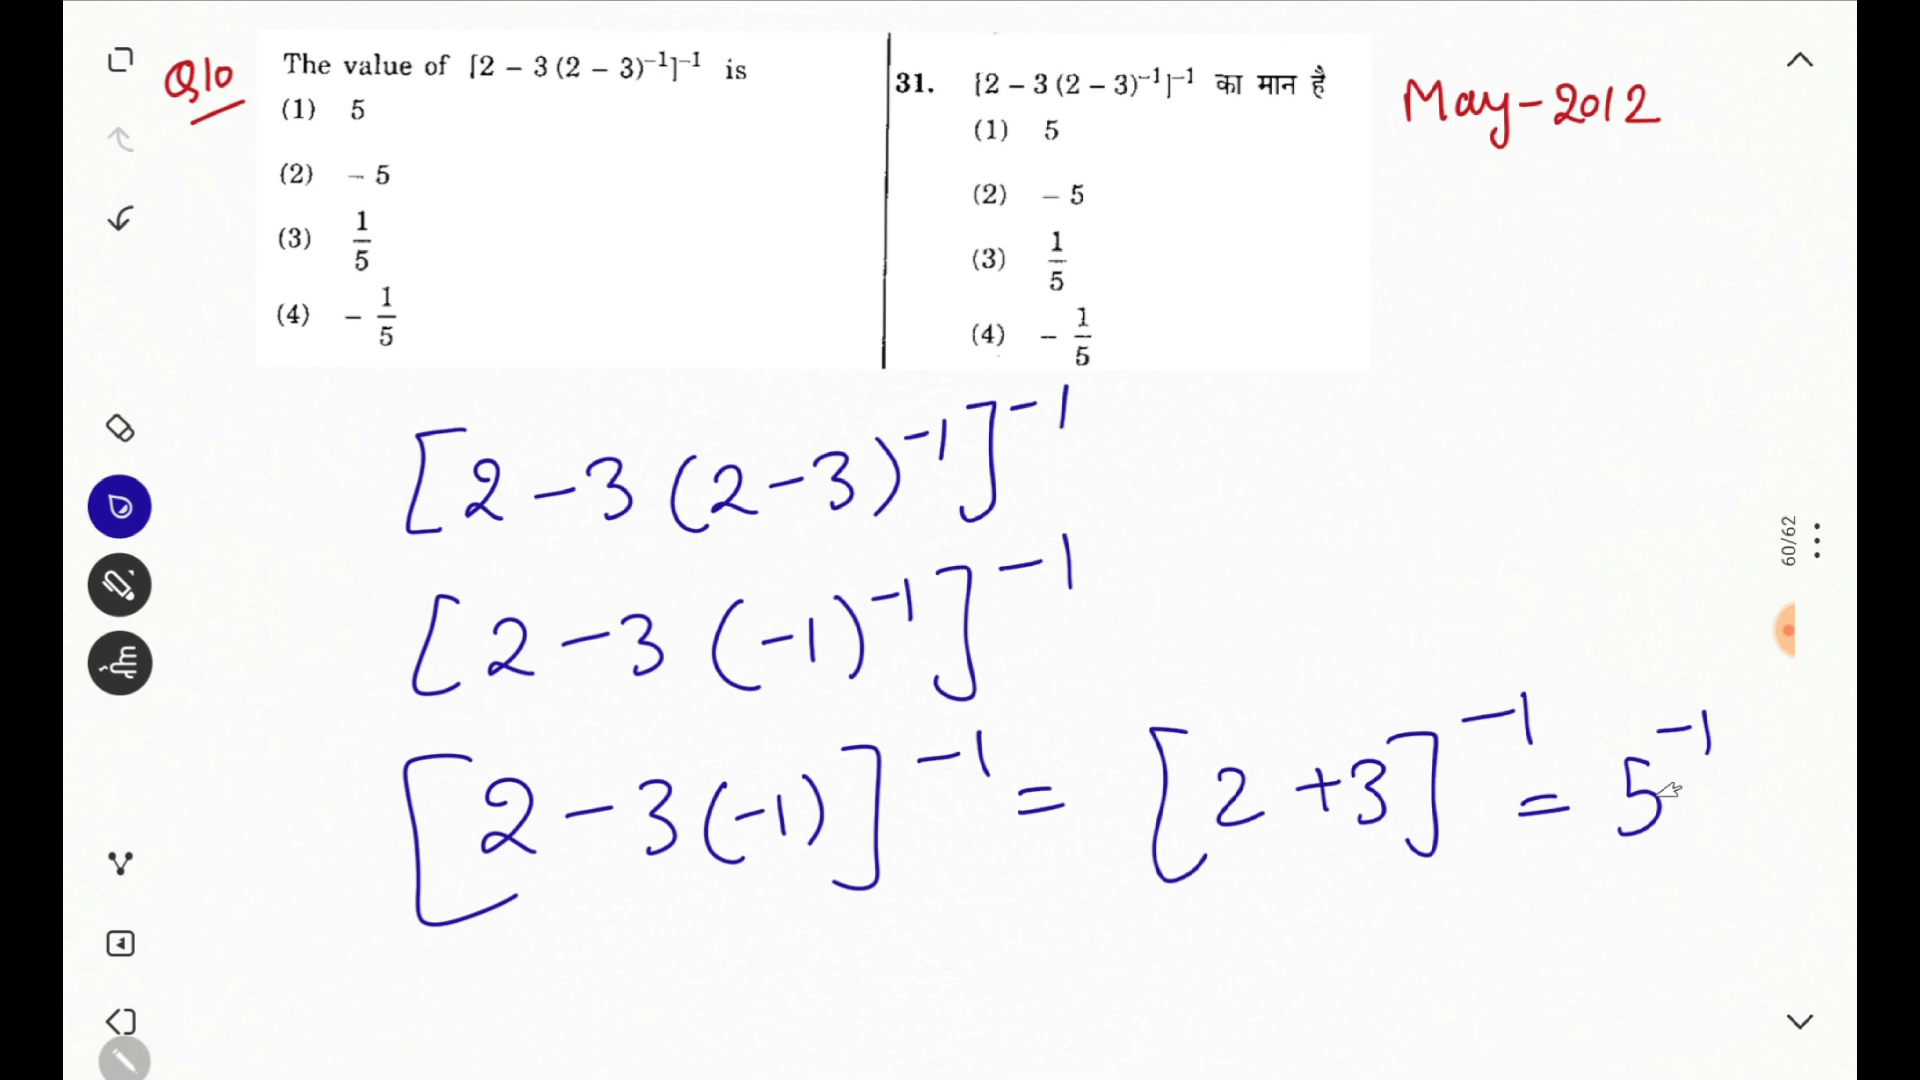 Q10
The value of [2 – 3 (2 – 3)⁻¹]⁻¹ is
(1) 5
(2) – 5
(3) 1/5
(4) – 1/5
31. [2 – 3 (2 – 3)⁻¹]⁻¹ का मान है
(1) 5
(2) – 5
(3) 1/5
(4) – 1/5
May-2012
[2 – 3 (2 – 3)⁻¹]⁻¹
[2 – 3 (-1)⁻¹]⁻¹
[2 – 3 (-1)]⁻¹ = [2 + 3]⁻¹ = 5⁻¹
60/62